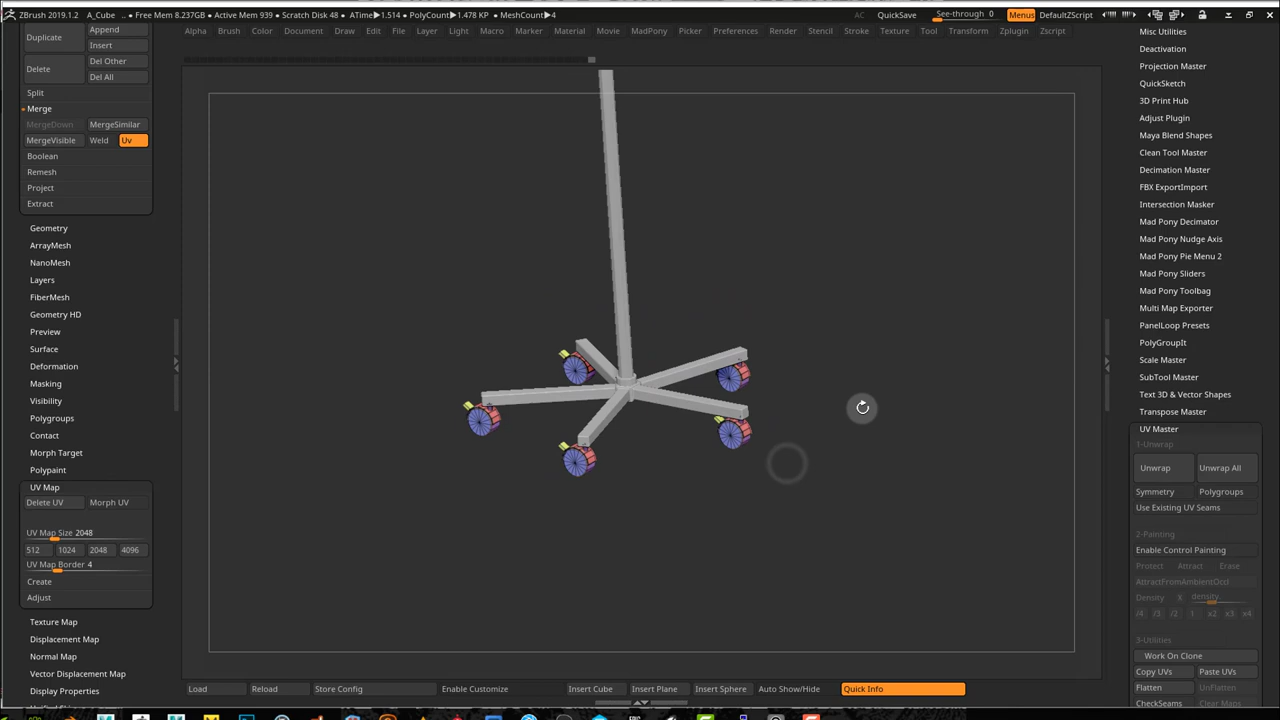 ZBrush 2019.1.2 A_Cube .. • Free Mem 8.237GB • Active Mem 939 • Scratch Disk 48 • ATime▶1.514 • PolyCount▶1.478 KP • MeshCount▶4 AC QuickSave See-through 0 Menus DefaultZScript
Alpha Brush Color Document Draw Edit File Layer Light Macro Marker Material Movie MadPony Picker Preferences Render Stencil Stroke Texture Tool Transform Zplugin Zscript
Duplicate
Append
Insert
Delete
Del Other
Del All
Split
Merge
MergeDown MergeSimilar
MergeVisible Weld Uv
Boolean
Remesh
Project
Extract
Geometry
ArrayMesh
NanoMesh
Layers
FiberMesh
Geometry HD
Preview
Surface
Deformation
Masking
Visibility
Polygroups
Contact
Morph Target
Polypaint
UV Map
Delete UV Morph UV
UV Map Size 2048
512 1024 2048 4096
UV Map Border 4
Create
Adjust
Texture Map
Displacement Map
Normal Map
Vector Displacement Map
Display Properties
Load Reload Store Config Enable Customize Insert Cube Insert Plane Insert Sphere Auto Show/Hide Quick Info
Misc Utilities
Deactivation
Projection Master
QuickSketch
3D Print Hub
Adjust Plugin
Maya Blend Shapes
Clean Tool Master
Decimation Master
FBX ExportImport
Intersection Masker
Mad Pony Decimator
Mad Pony Nudge Axis
Mad Pony Pie Menu 2
Mad Pony Sliders
Mad Pony Toolbag
Multi Map Exporter
PanelLoop Presets
PolyGroupIt
Scale Master
SubTool Master
Text 3D & Vector Shapes
Transpose Master
UV Master
1-Unwrap
Unwrap Unwrap All
Symmetry Polygroups
Use Existing UV Seams
2-Painting
Enable Control Painting
Protect Attract Erase
AttractFromAmbientOccl
Density X density
/4 /3 /2 1 x2 x3 x4
3-Utilities
Work On Clone
Copy UVs Paste UVs
Flatten UnFlatten
CheckSeams